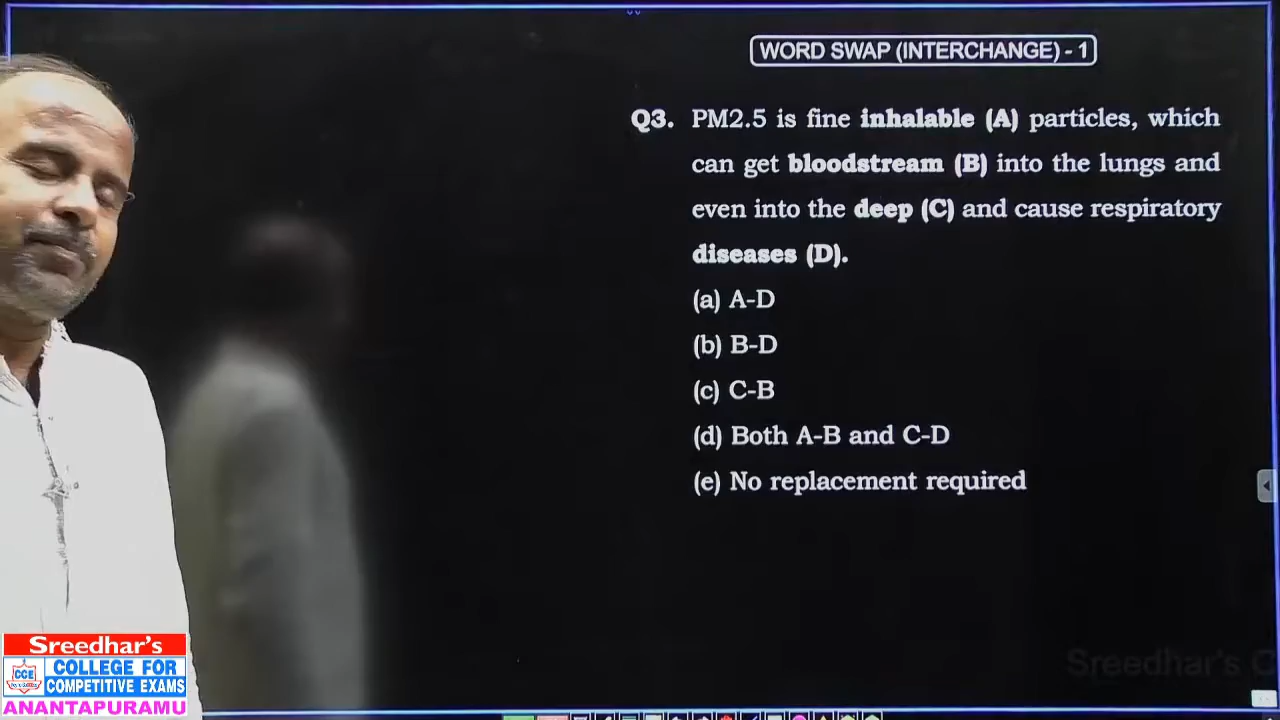 WORD SWAP (INTERCHANGE) - 1
Q3. PM2.5 is fine inhalable (A) particles, which
can get bloodstream (B) into the lungs and
even into the deep (C) and cause respiratory
diseases (D).
(a) A-D
(b) B-D
(c) C-B
(d) Both A-B and C-D
(e) No replacement required
Sreedhar's C
Sreedhar's
CCE
COLLEGE FOR
COMPETITIVE EXAMS
ANANTAPURAMU